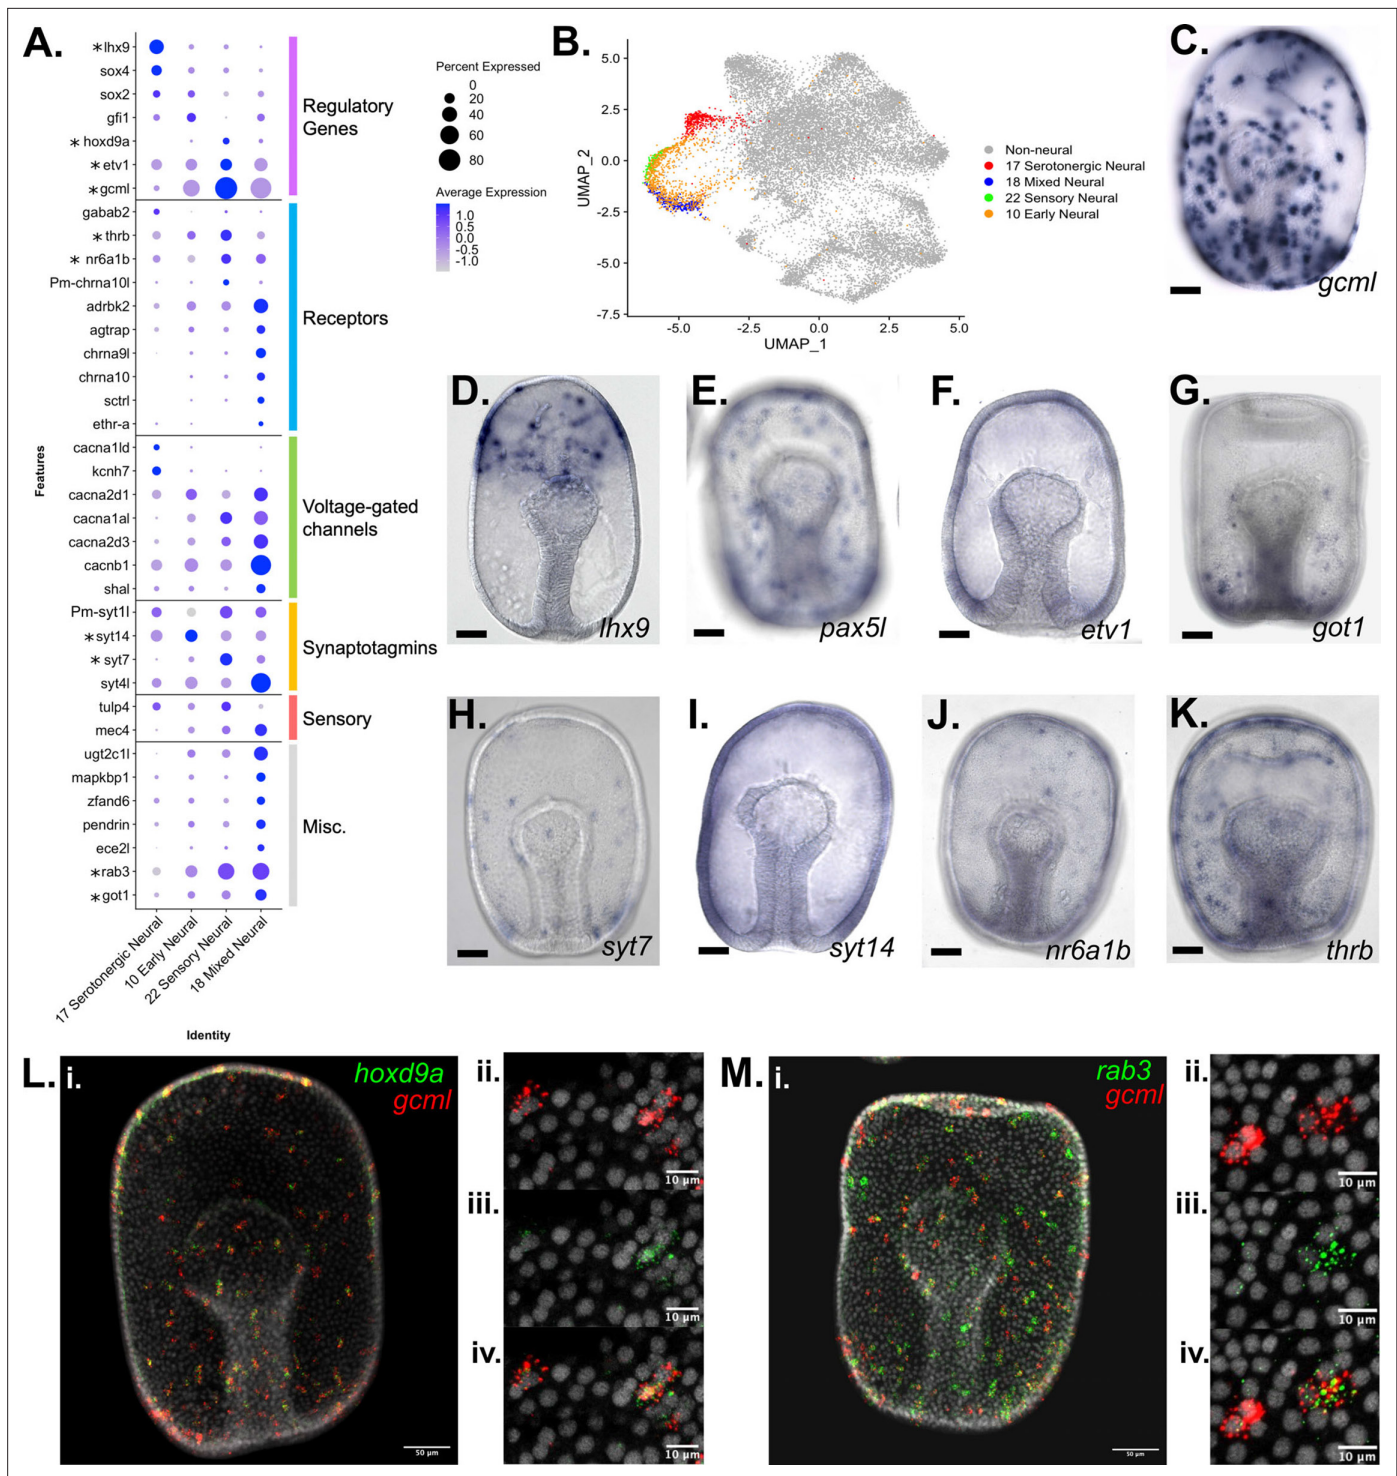 A.
*lhx9
sox4
sox2
gfi1
*hoxd9a
*etv1
*gcml
gabab2
*thrb
*nr6a1b
Pm-chrna10l
adrbk2
agtrap
chrna9l
chrna10
sctrl
ethr-a
cacna1ld
kcnh7
cacna2d1
cacna1al
cacna2d3
cacnb1
shal
Pm-syt1l
*syt14
*syt7
syt4l
tulp4
mec4
ugt2c1l
mapkbp1
zfand6
pendrin
ece2l
*rab3
*got1
Features
17 Serotonergic Neural
10 Early Neural
22 Sensory Neural
18 Mixed Neural
Identity
Regulatory
Genes
Receptors
Voltage-gated
channels
Synaptotagmins
Sensory
Misc.
Percent Expressed
0
20
40
60
80
Average Expression
1.0
0.5
0.0
-0.5
-1.0
B.
UMAP_2
5.0
2.5
0.0
-2.5
-5.0
-7.5
-5.0
-2.5
0.0
2.5
5.0
UMAP_1
Non-neural
17 Serotonergic Neural
18 Mixed Neural
22 Sensory Neural
10 Early Neural
C.
gcml
D.
lhx9
E.
pax5l
F.
etv1
G.
got1
H.
syt7
I.
syt14
J.
nr6a1b
K.
thrb
L.
i.
hoxd9a
gcml
50 μm
ii.
10 μm
iii.
10 μm
iv.
10 μm
M.
i.
rab3
gcml
50 μm
ii.
10 μm
iii.
10 μm
iv.
10 μm